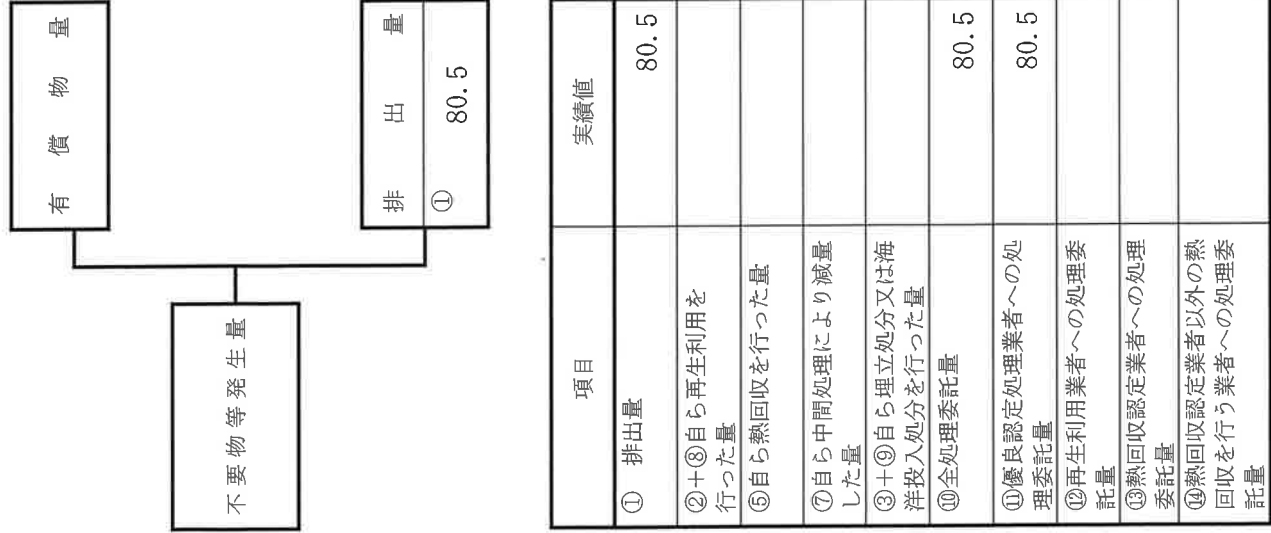 有償物量
不要物等発生量
排出量
①
80.5
項目
実績値
① 排出量
80.5
②+⑧自ら再生利用を
行った量
⑤自ら熱回収を行った量
⑦自ら中間処理により減量
した量
③+⑨自ら埋立処分又は海
洋投入処分を行った量
⑩全処理委託量
80.5
⑪優良認定処理業者への処
理委託量
80.5
⑫再生利用業者への処理委
託量
⑬熱回収認定業者への処理
委託量
⑭熱回収認定業者以外の熱
回収を行う業者への処理委
託量